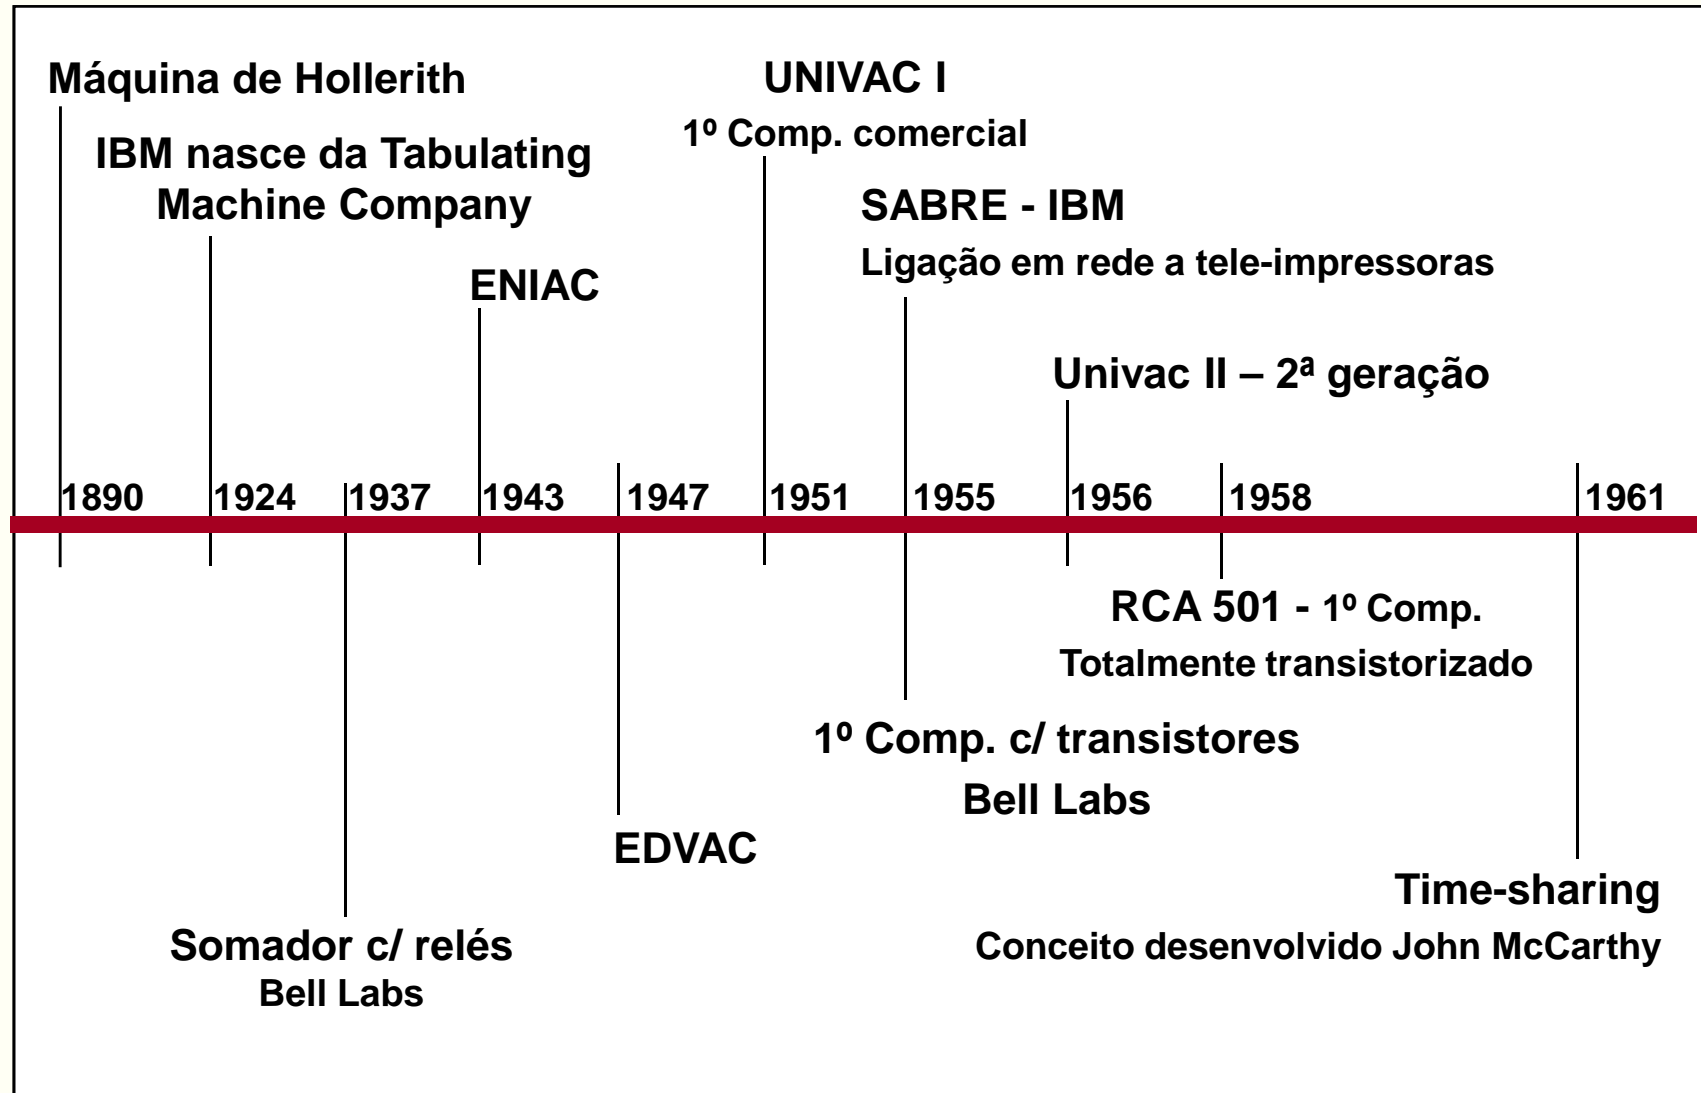 Máquina de Hollerith
UNIVAC I
1º Comp. comercial
IBM nasce da Tabulating
Machine Company
SABRE - IBM
Ligação em rede a tele-impressoras
ENIAC
Univac II – 2ª geração
1890 1924 1937 1943 1947 1951 1955 1956 1958 1961
RCA 501 - 1º Comp.
Totalmente transistorizado
1º Comp. c/ transistores
Bell Labs
EDVAC
Time-sharing
Conceito desenvolvido John McCarthy
Somador c/ relés
Bell Labs